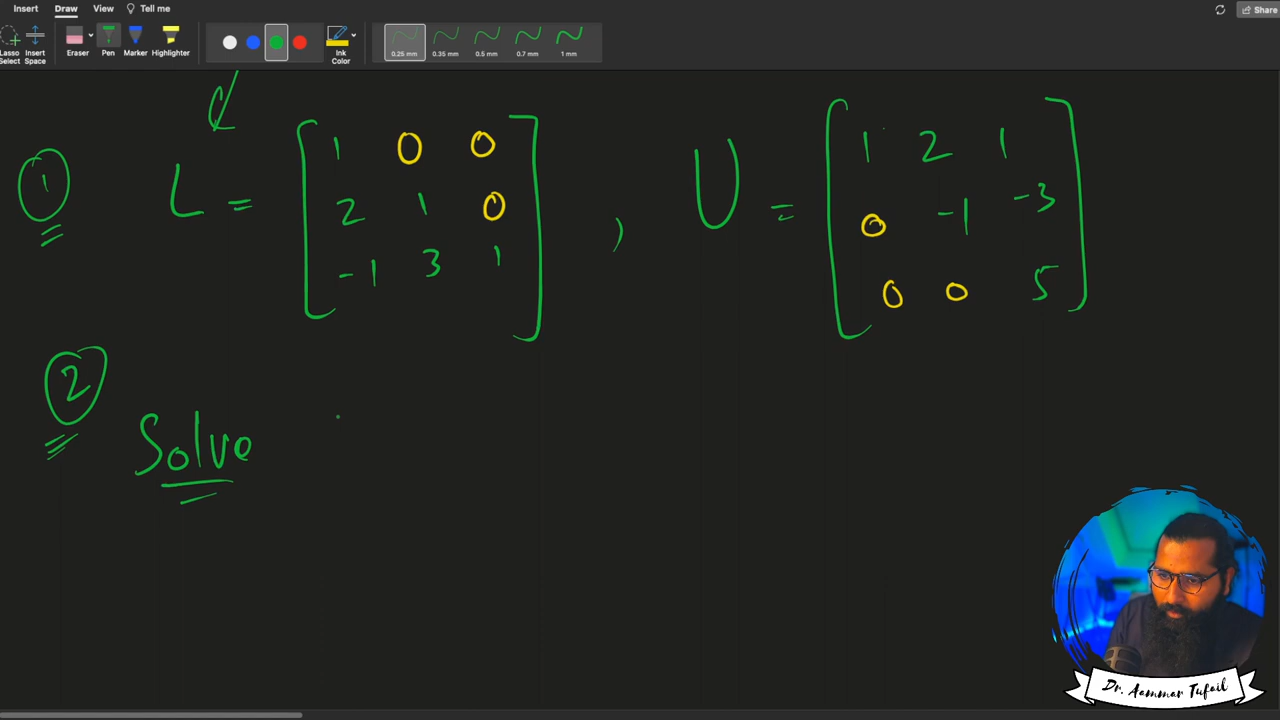 Insert Draw View Tell me Share
Lasso Select Insert Space Eraser Pen Marker Highlighter Ink Color 0.25 mm 0.35 mm 0.5 mm 0.7 mm 1 mm
1 L = [ 1 0 0 , U = [ 1 2 1
2 1 0 0 -1 -3
-1 3 1 ] 0 0 5 ]
2 Solve
Dr. Aammar Tufail